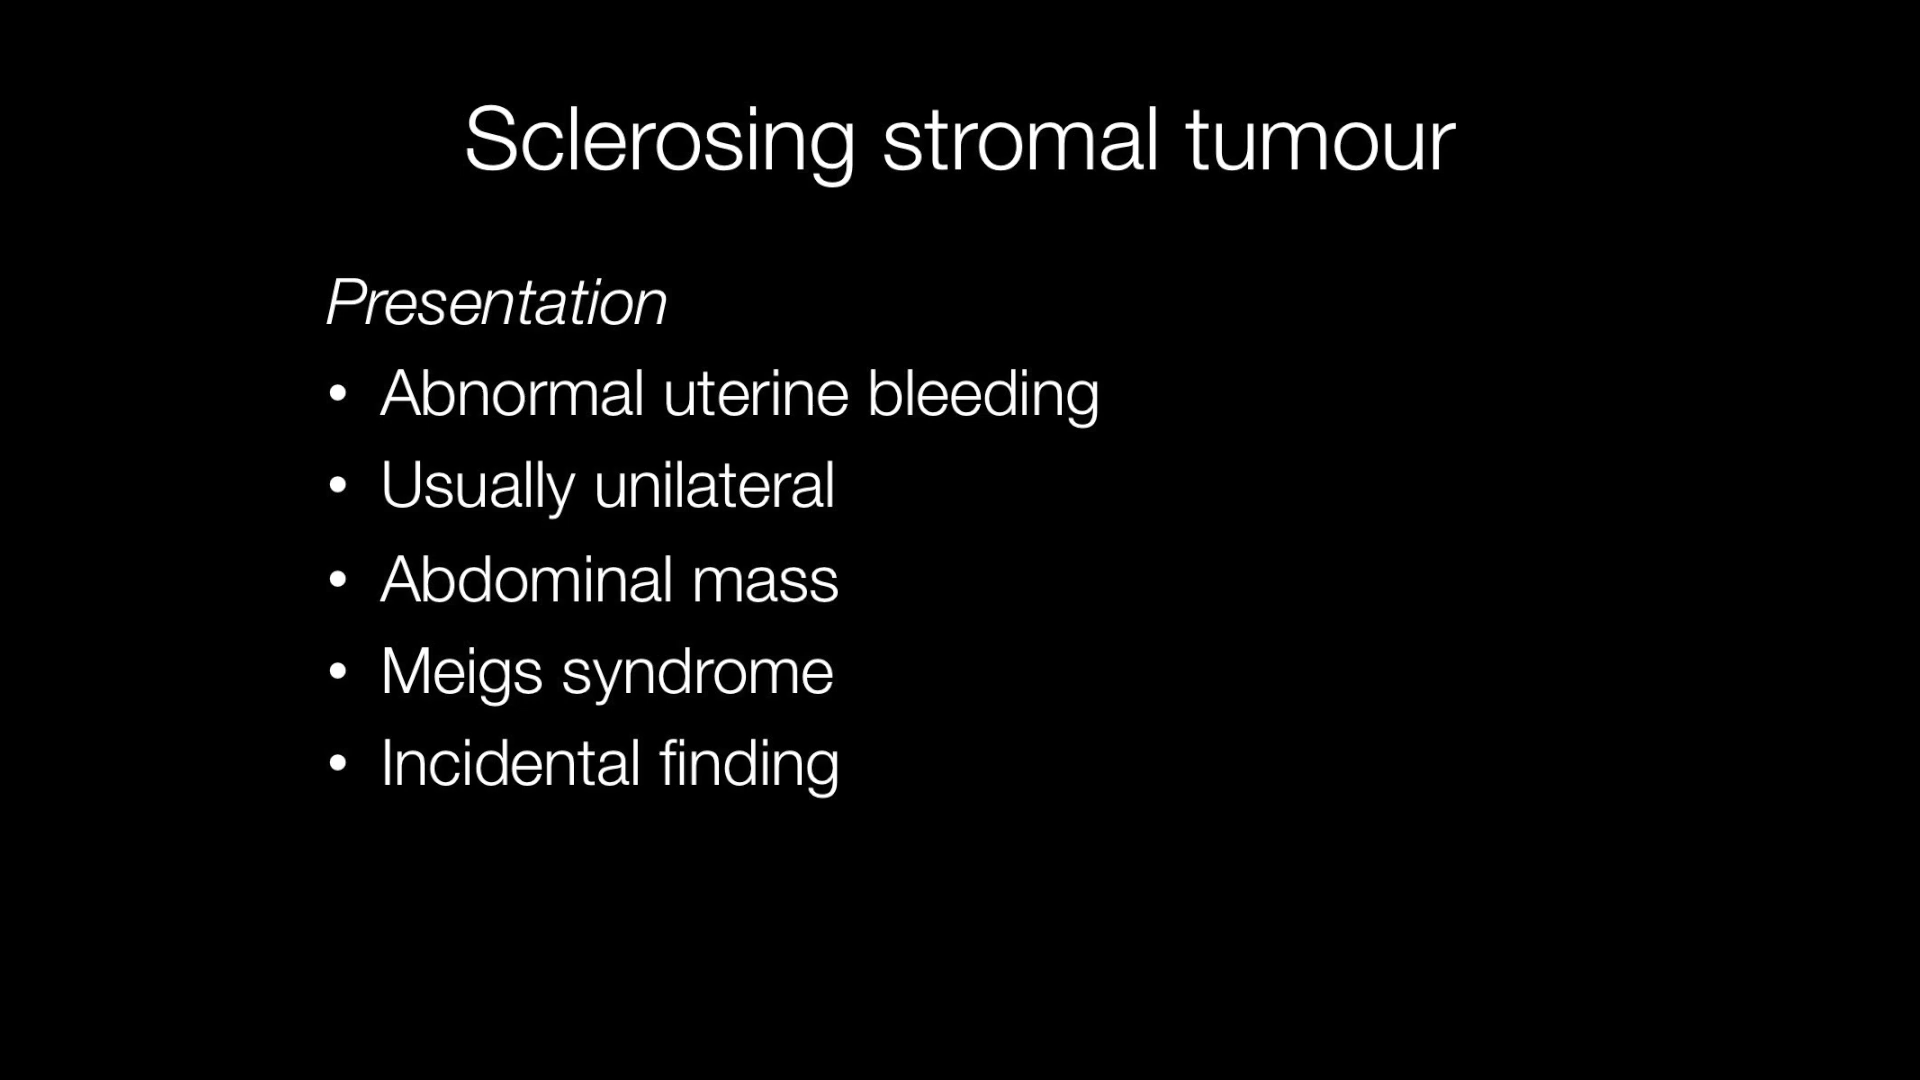 Sclerosing stromal tumour
Presentation
• Abnormal uterine bleeding
• Usually unilateral
• Abdominal mass
• Meigs syndrome
• Incidental finding